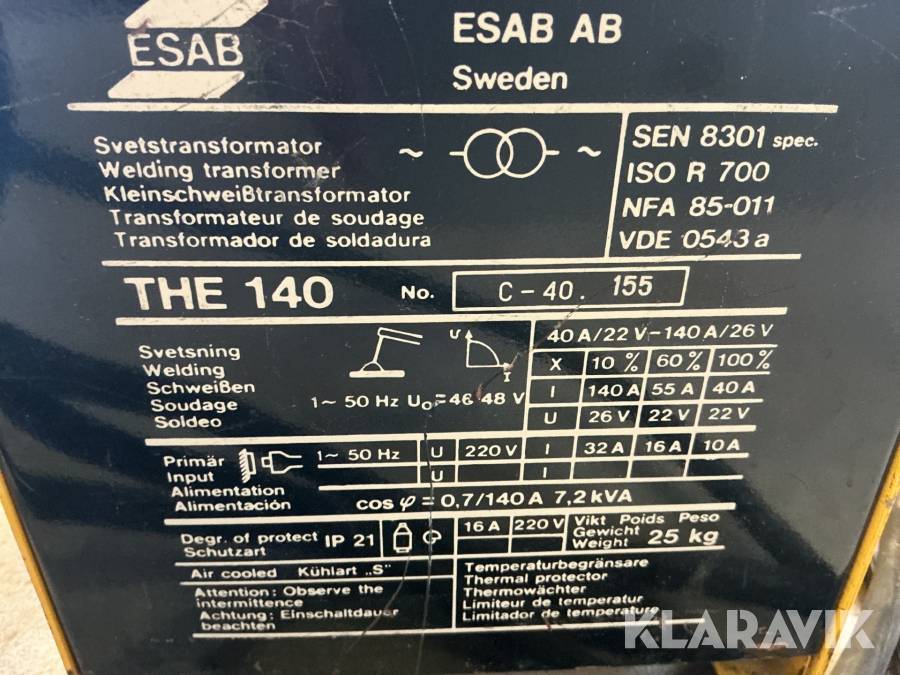 ESAB
ESAB AB
Sweden
Svetstransformator
Welding transformer
Kleinschweißtransformator
Transformateur de soudage
Transformador de soldadura
~ ~
SEN 8301 spec.
ISO R 700
NFA 85-011
VDE 0543 a
THE 140 No. C-40. 155
Svetsning
Welding
Schweißen
Soudage
Soldeo
U
I
1~ 50 Hz U₀=46-48 V
40 A/22 V-140 A/26 V
X 10 % 60 % 100 %
I 140 A 55 A 40 A
U 26 V 22 V 22 V
Primär
Input
Alimentation
Alimentación
1~ 50 Hz U 220 V I 32 A 16 A 10 A
U I
cos φ = 0,7/140 A 7,2 kVA
Degr. of protect IP 21
Schutzart
16 A 220 V
Vikt Poids Peso
Gewicht
Weight 25 kg
Air cooled Kühlart „S"
Attention: Observe the
intermittence
Achtung: Einschaltdauer
beachten
Temperaturbegränsare
Thermal protector
Thermowächter
Limiteur de temperatur
Limitador de temperature
KLARAVIK